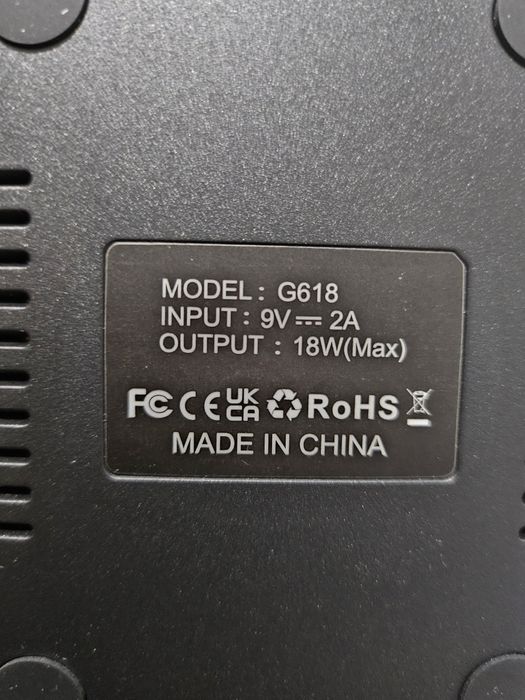 MODEL: G618
INPUT: 9V⎓2A
OUTPUT: 18W(Max)
FC CE UK CA RoHS
MADE IN CHINA